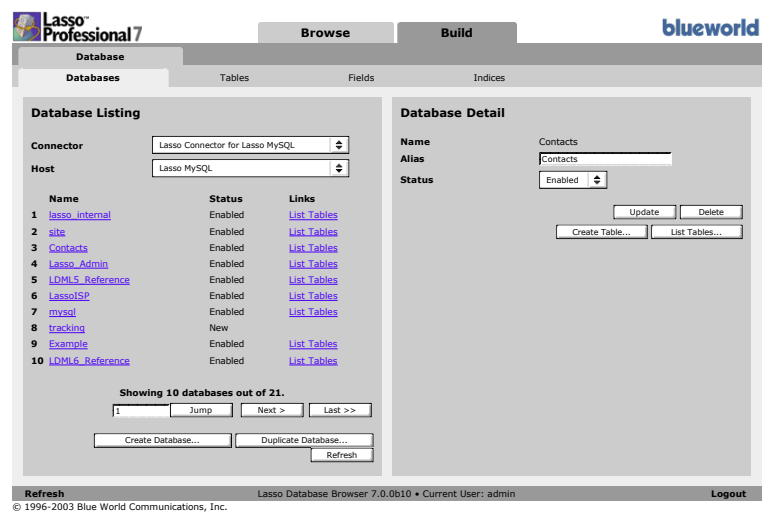 Lasso™
Professional 7
Browse
Build
blueworld
Database
Databases
Tables
Fields
Indices
Database Listing
Connector
Lasso Connector for Lasso MySQL
Host
Lasso MySQL
Name Status Links
1 lasso_internal Enabled List Tables
2 site Enabled List Tables
3 Contacts Enabled List Tables
4 Lasso_Admin Enabled List Tables
5 LDML5_Reference Enabled List Tables
6 LassoISP Enabled List Tables
7 mysql Enabled List Tables
8 tracking New
9 Example Enabled List Tables
10 LDML6_Reference Enabled List Tables
Showing 10 databases out of 21.
1 Jump Next > Last >>
Create Database... Duplicate Database...
Refresh
Database Detail
Name Contacts
Alias Contacts
Status Enabled
Update Delete
Create Table... List Tables...
Refresh
Lasso Database Browser 7.0.0b10 • Current User: admin
Logout
© 1996-2003 Blue World Communications, Inc.